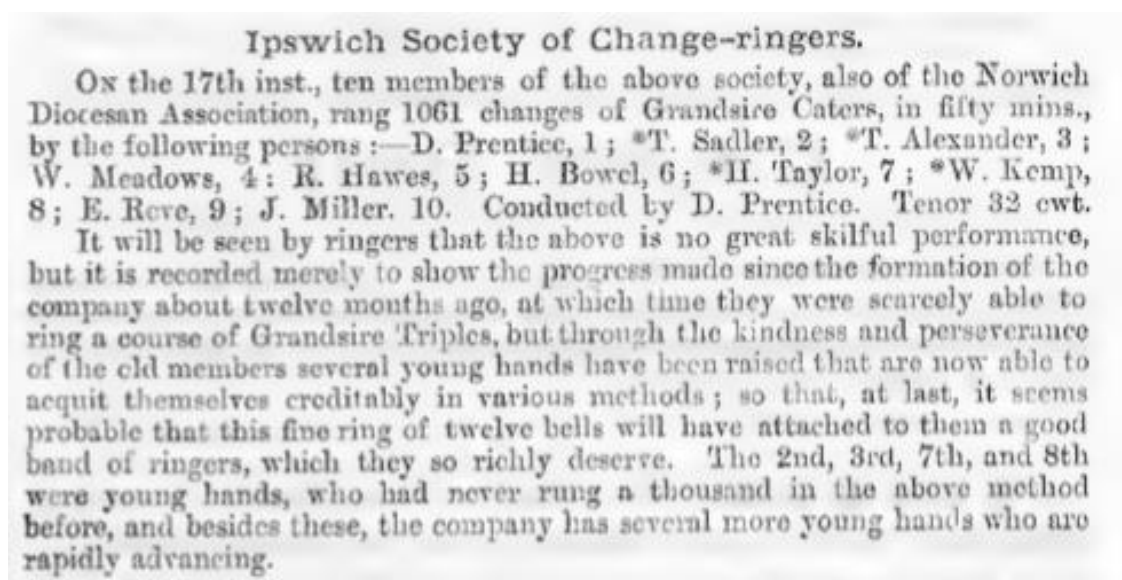 Ipswich Society of Change-ringers.
ON the 17th inst., ten members of the above society, also of the Norwich
Diocesan Association, rang 1061 changes of Grandsire Caters, in fifty mins.,
by the following persons :—D. Prentice, 1 ; *T. Sadler, 2 ; *T. Alexander, 3 ;
W. Meadows, 4: R. Hawes, 5 ; H. Bowel, 6 ; *H. Taylor, 7 ; *W. Kemp,
8 ; E. Reve, 9 ; J. Miller. 10. Conducted by D. Prentice. Tenor 32 cwt.
It will be seen by ringers that the above is no great skilful performance,
but it is recorded merely to show the progress made since the formation of the
company about twelve months ago, at which time they were scarcely able to
ring a course of Grandsire Triples, but through the kindness and perseverance
of the old members several young hands have been raised that are now able to
acquit themselves creditably in various methods ; so that, at last, it seems
probable that this fine ring of twelve bells will have attached to them a good
band of ringers, which they so richly deserve. The 2nd, 3rd, 7th, and 8th
were young hands, who had never rung a thousand in the above method
before, and besides these, the company has several more young hands who are
rapidly advancing.